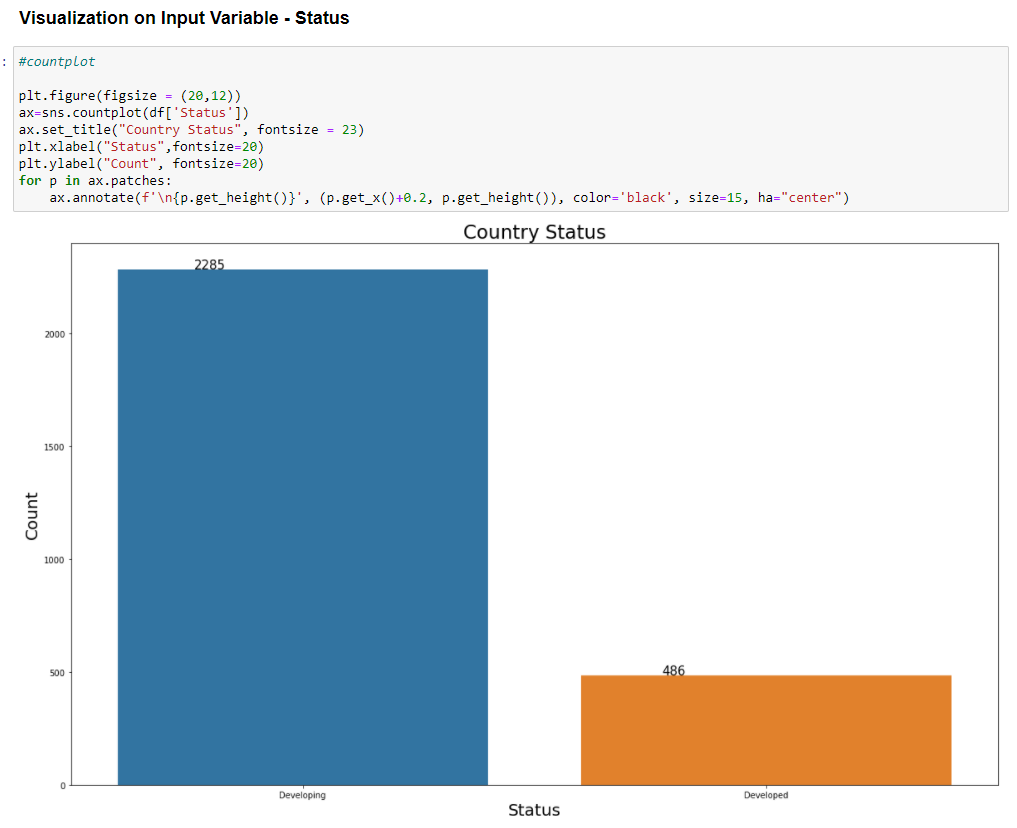 Visualization on Input Variable - Status
:
#countplot
plt.figure(figsize = (20,12))
ax=sns.countplot(df['Status'])
ax.set_title("Country Status", fontsize = 23)
plt.xlabel("Status",fontsize=20)
plt.ylabel("Count", fontsize=20)
for p in ax.patches:
    ax.annotate(f'\n{p.get_height()}', (p.get_x()+0.2, p.get_height()), color='black', size=15, ha="center")
Country Status
2285
2000
1500
Count
1000
486
500
0
Developing
Developed
Status